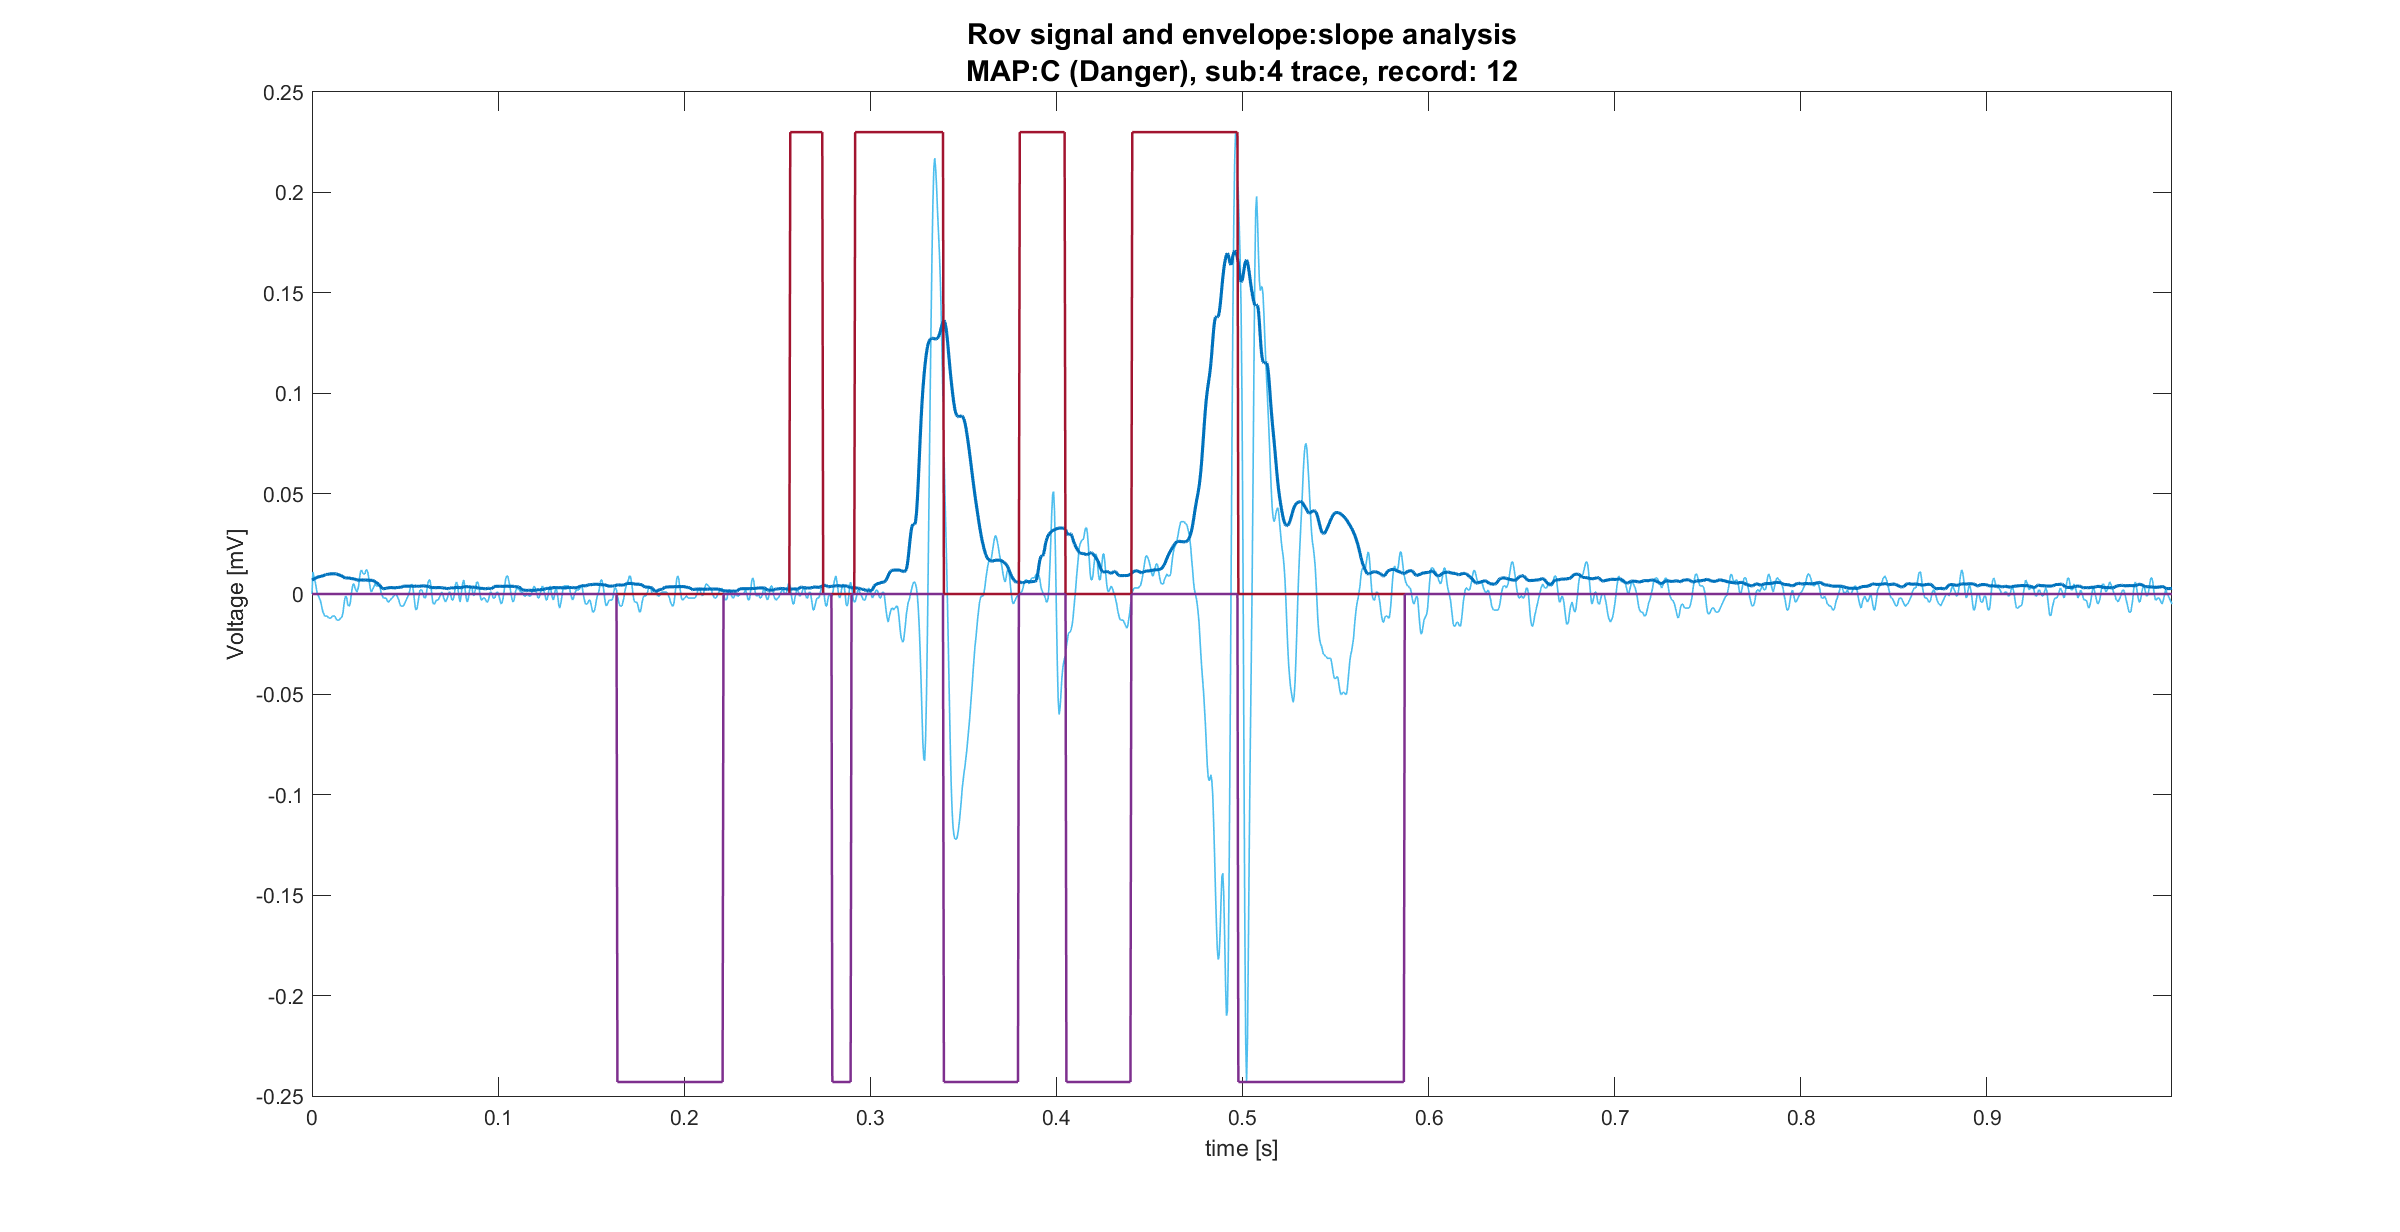 Rov signal and envelope:slope analysis
MAP:C (Danger), sub:4 trace, record: 12
0.25
0.2
0.15
0.1
0.05
0
-0.05
-0.1
-0.15
-0.2
-0.25
Voltage [mV]
0 0.1 0.2 0.3 0.4 0.5 0.6 0.7 0.8 0.9
time [s]